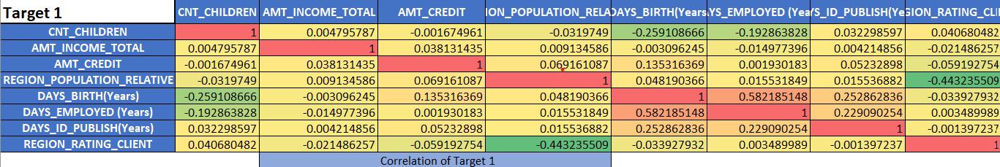 Target 1 CNT_CHILDREN AMT_INCOME_TOTAL AMT_CREDIT ION_POPULATION_RELA DAYS_BIRTH(Years AYS_EMPLOYED (Yea YS_ID_PUBLISH(Ye GION_RATING_CLI
CNT_CHILDREN 1 0.004795787 -0.001674961 -0.0319749 -0.259108666 -0.192863828 0.032298597 0.040680482
AMT_INCOME_TOTAL 0.004795787 1 0.038131435 0.009134586 -0.003096245 -0.014977396 0.004214856 -0.021486257
AMT_CREDIT -0.001674961 0.038131435 1 0.069161087 0.135316369 0.001930183 0.05232898 -0.059192754
REGION_POPULATION_RELATIVE -0.0319749 0.009134586 0.069161087 1 0.048190366 0.015531849 0.015536882 -0.443235509
DAYS_BIRTH(Years) -0.259108666 -0.003096245 0.135316369 0.048190366 1 0.582185148 0.252862836 -0.033927932
DAYS_EMPLOYED (Years) -0.192863828 -0.014977396 0.001930183 0.015531849 0.582185148 1 0.229090254 0.003489989
DAYS_ID_PUBLISH(Years) 0.032298597 0.004214856 0.05232898 0.015536882 0.252862836 0.229090254 1 -0.001397237
REGION_RATING_CLIENT 0.040680482 -0.021486257 -0.059192754 -0.443235509 -0.033927932 0.003489989 -0.001397237 1
Correlation of Target 1